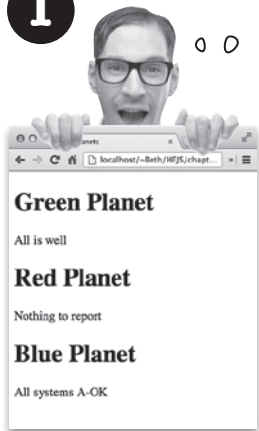 1
anets
localhost/~Beth/HFJS/chapt...
Green Planet
All is well
Red Planet
Nothing to report
Blue Planet
All systems A-OK